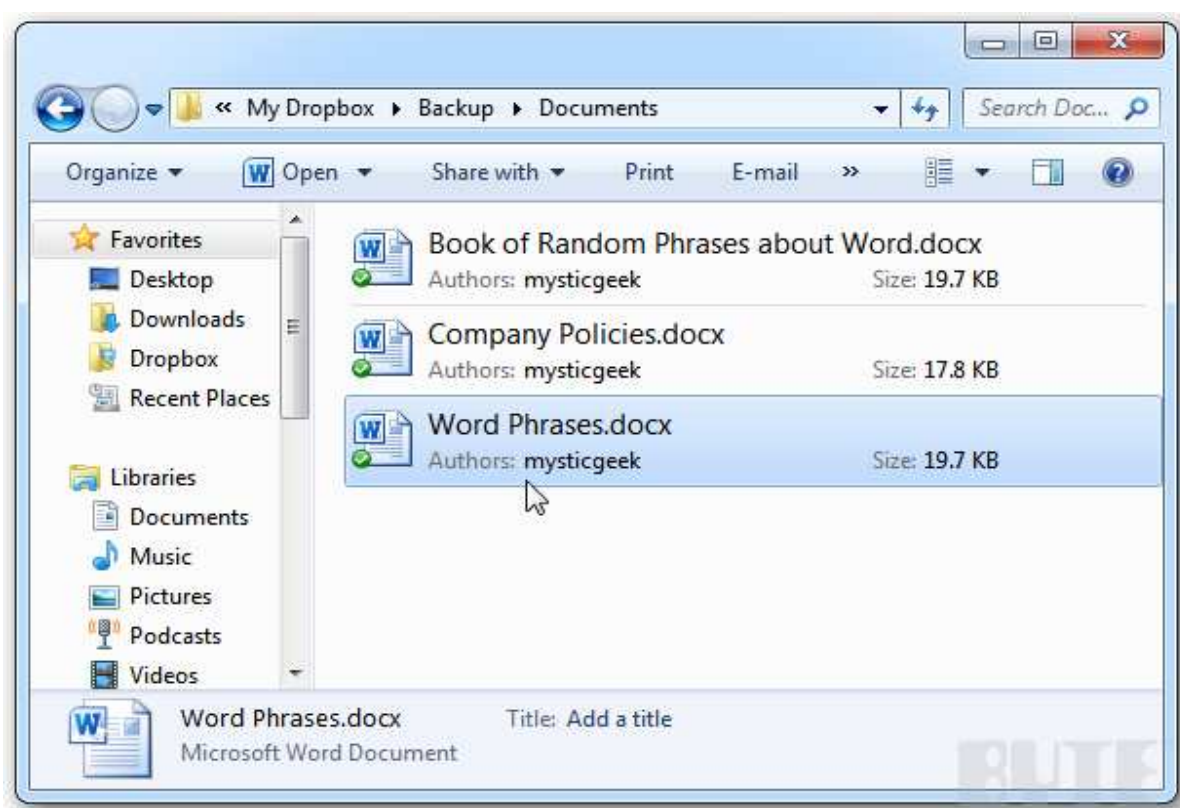 « My Dropbox ▸ Backup ▸ Documents
Search Doc...
Organize Open Share with Print E-mail »
Favorites
Desktop
Downloads
Dropbox
Recent Places
Libraries
Documents
Music
Pictures
Podcasts
Videos
Book of Random Phrases about Word.docx
Authors: mysticgeek Size: 19.7 KB
Company Policies.docx
Authors: mysticgeek Size: 17.8 KB
Word Phrases.docx
Authors: mysticgeek Size: 19.7 KB
Word Phrases.docx Title: Add a title
Microsoft Word Document